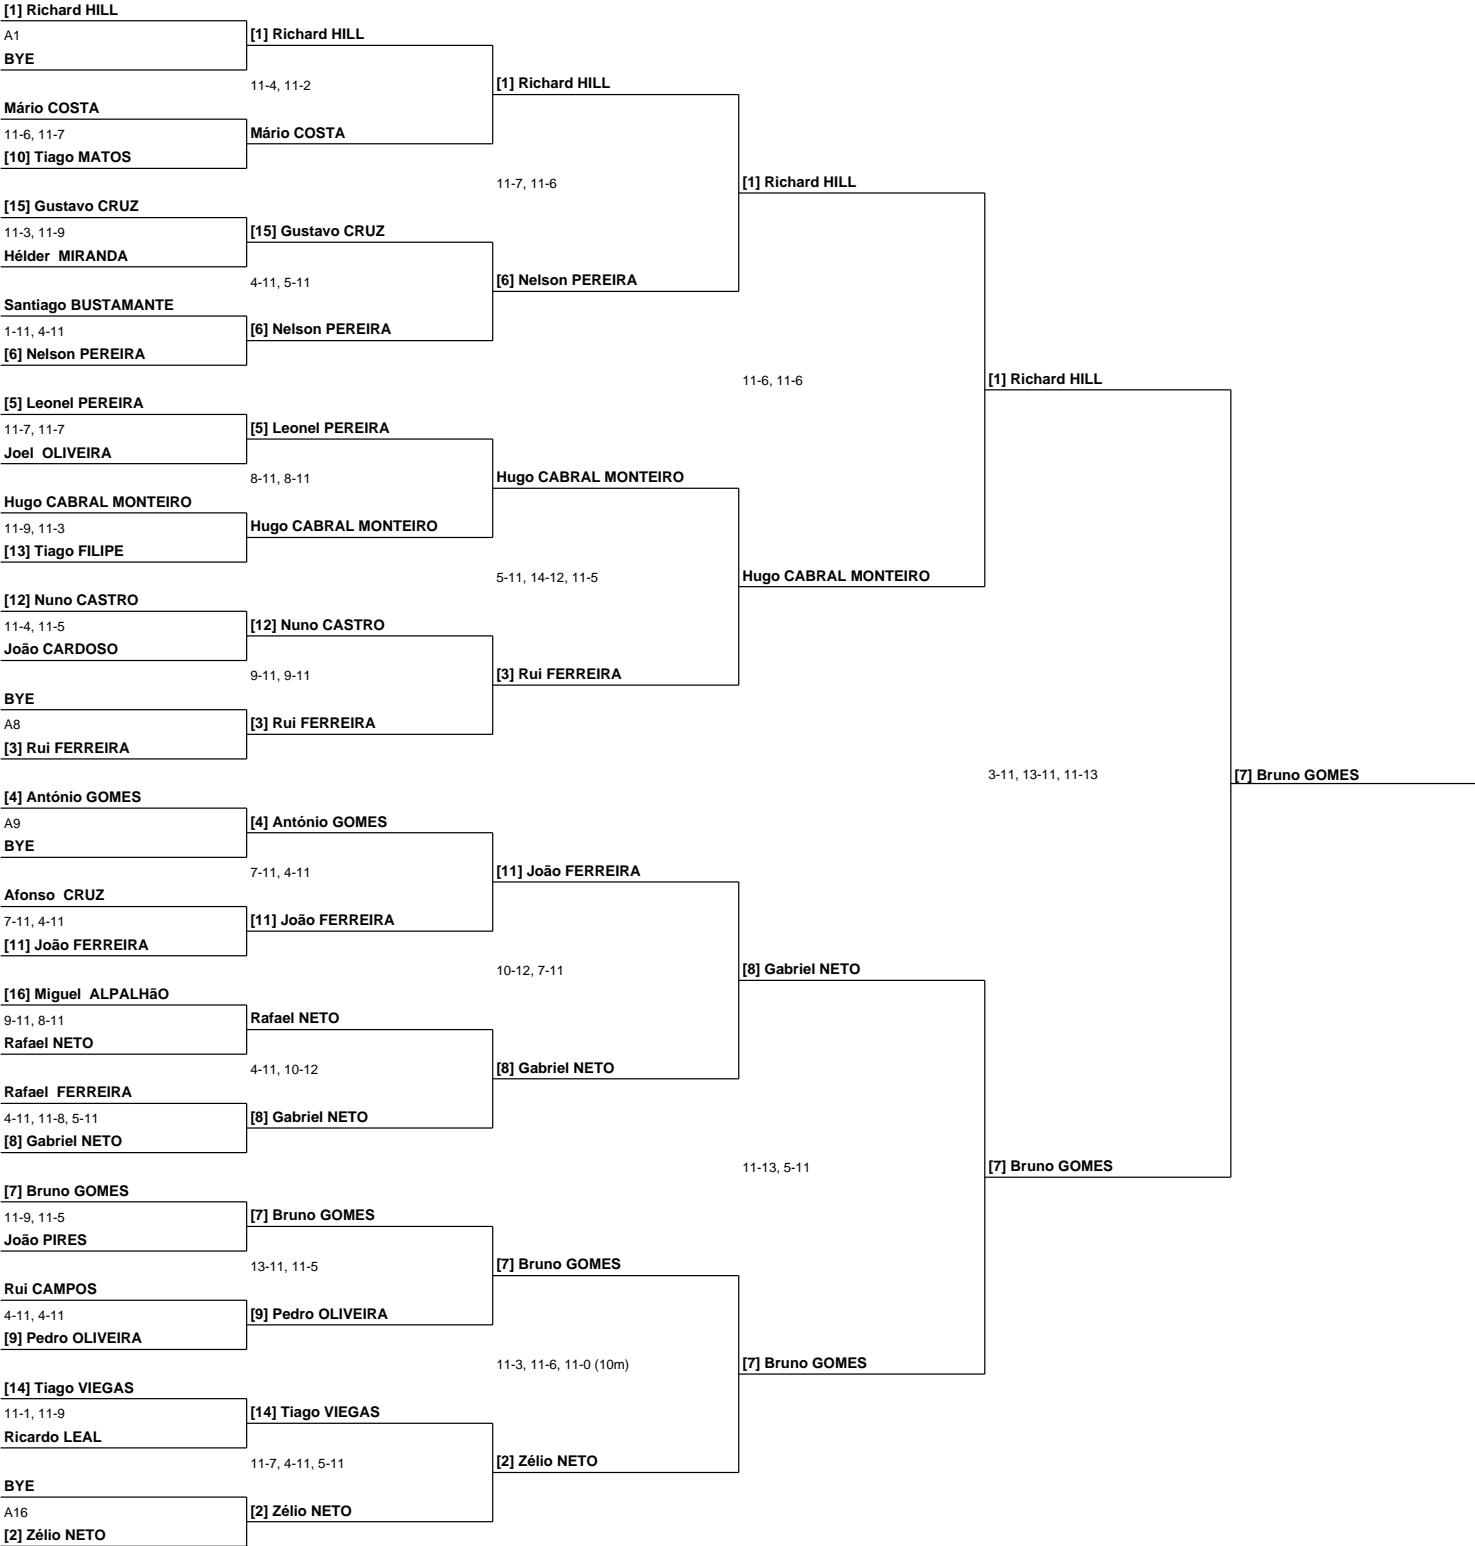 [1] Richard HILL
A1
BYE
Mário COSTA
11-6, 11-7
[10] Tiago MATOS
[15] Gustavo CRUZ
11-3, 11-9
Hélder  MIRANDA
Santiago BUSTAMANTE
1-11, 4-11
[6] Nelson PEREIRA
[5] Leonel PEREIRA
11-7, 11-7
Joel  OLIVEIRA
Hugo CABRAL MONTEIRO
11-9, 11-3
[13] Tiago FILIPE
[12] Nuno CASTRO
11-4, 11-5
João CARDOSO
BYE
A8
[3] Rui FERREIRA
[4] António GOMES
A9
BYE
Afonso  CRUZ
7-11, 4-11
[11] João FERREIRA
[16] Miguel  ALPALHãO
9-11, 8-11
Rafael NETO
Rafael  FERREIRA
4-11, 11-8, 5-11
[8] Gabriel NETO
[7] Bruno GOMES
11-9, 11-5
João PIRES
Rui CAMPOS
4-11, 4-11
[9] Pedro OLIVEIRA
[14] Tiago VIEGAS
11-1, 11-9
Ricardo LEAL
BYE
A16
[2] Zélio NETO
[1] Richard HILL
11-4, 11-2
Mário COSTA
[15] Gustavo CRUZ
4-11, 5-11
[6] Nelson PEREIRA
[5] Leonel PEREIRA
8-11, 8-11
Hugo CABRAL MONTEIRO
[12] Nuno CASTRO
9-11, 9-11
[3] Rui FERREIRA
[4] António GOMES
7-11, 4-11
[11] João FERREIRA
Rafael NETO
4-11, 10-12
[8] Gabriel NETO
[7] Bruno GOMES
13-11, 11-5
[9] Pedro OLIVEIRA
[14] Tiago VIEGAS
11-7, 4-11, 5-11
[2] Zélio NETO
[1] Richard HILL
11-7, 11-6
[6] Nelson PEREIRA
Hugo CABRAL MONTEIRO
5-11, 14-12, 11-5
[3] Rui FERREIRA
[11] João FERREIRA
10-12, 7-11
[8] Gabriel NETO
[7] Bruno GOMES
11-3, 11-6, 11-0 (10m)
[2] Zélio NETO
[1] Richard HILL
11-6, 11-6
Hugo CABRAL MONTEIRO
[8] Gabriel NETO
11-13, 5-11
[7] Bruno GOMES
[1] Richard HILL
3-11, 13-11, 11-13
[7] Bruno GOMES
[7] Bruno GOMES